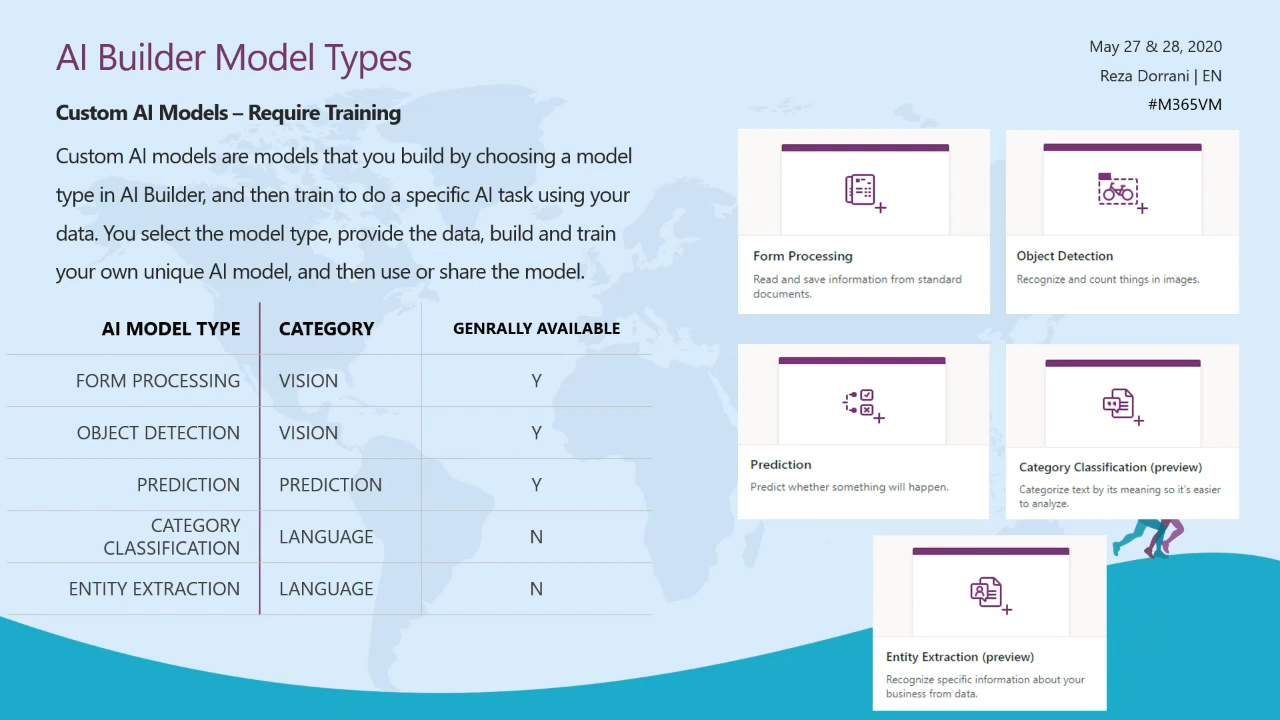 AI Builder Model Types
May 27 & 28, 2020
Reza Dorrani | EN
#M365VM
Custom AI Models – Require Training
Custom AI models are models that you build by choosing a model
type in AI Builder, and then train to do a specific AI task using your
data. You select the model type, provide the data, build and train
your own unique AI model, and then use or share the model.
AI MODEL TYPE CATEGORY GENRALLY AVAILABLE
FORM PROCESSING VISION Y
OBJECT DETECTION VISION Y
PREDICTION PREDICTION Y
CATEGORY
CLASSIFICATION LANGUAGE N
ENTITY EXTRACTION LANGUAGE N
Form Processing
Read and save information from standard
documents.
Object Detection
Recognize and count things in images.
Prediction
Predict whether something will happen.
Category Classification (preview)
Categorize text by its meaning so it's easier
to analyze.
Entity Extraction (preview)
Recognize specific information about your
business from data.